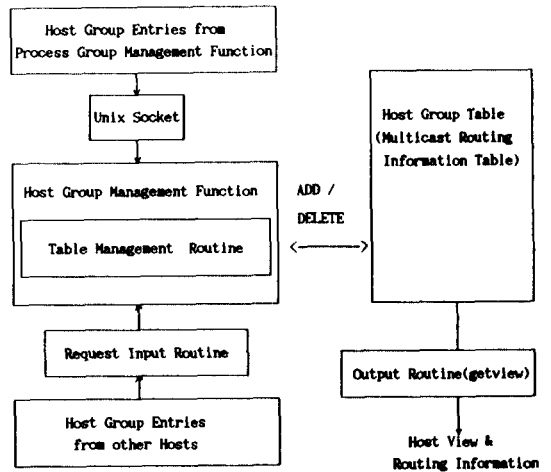 Host Group Entries from
Process Group Management Function
Unix Socket
Host Group Management Function
Table Management Routine
Request Input Routine
Host Group Entries
from other Hosts
ADD /
DELETE
Host Group Table
(Multicast Routing
Information Table)
Output Routine(getview)
Host View &
Routing Information